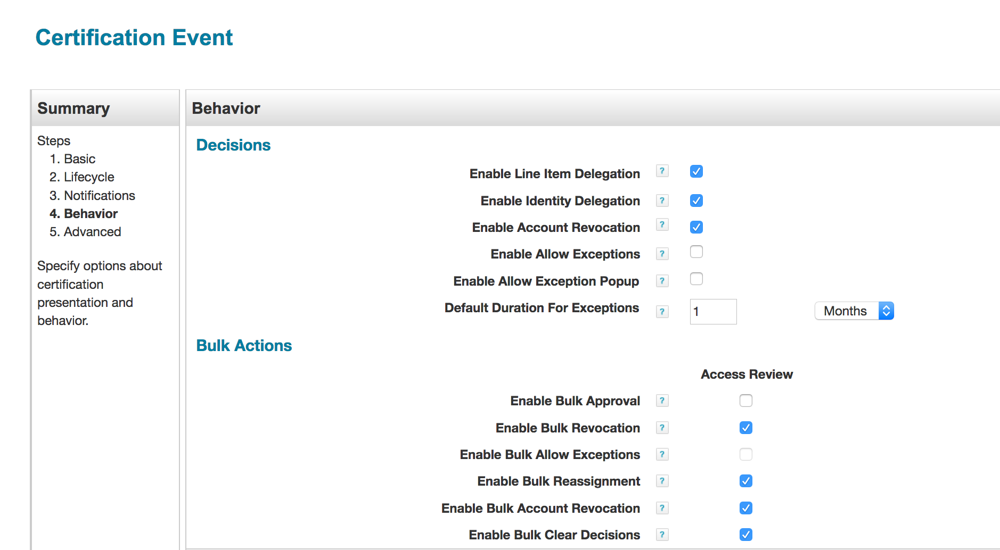 Certification Event
Summary
Steps
1. Basic
2. Lifecycle
3. Notifications
4. Behavior
5. Advanced
Specify options about
certification
presentation and
behavior.
Behavior
Decisions
Enable Line Item Delegation ?
Enable Identity Delegation ?
Enable Account Revocation ?
Enable Allow Exceptions ?
Enable Allow Exception Popup ?
Default Duration For Exceptions ? 1 Months
Bulk Actions
Access Review
Enable Bulk Approval ?
Enable Bulk Revocation ?
Enable Bulk Allow Exceptions ?
Enable Bulk Reassignment ?
Enable Bulk Account Revocation ?
Enable Bulk Clear Decisions ?